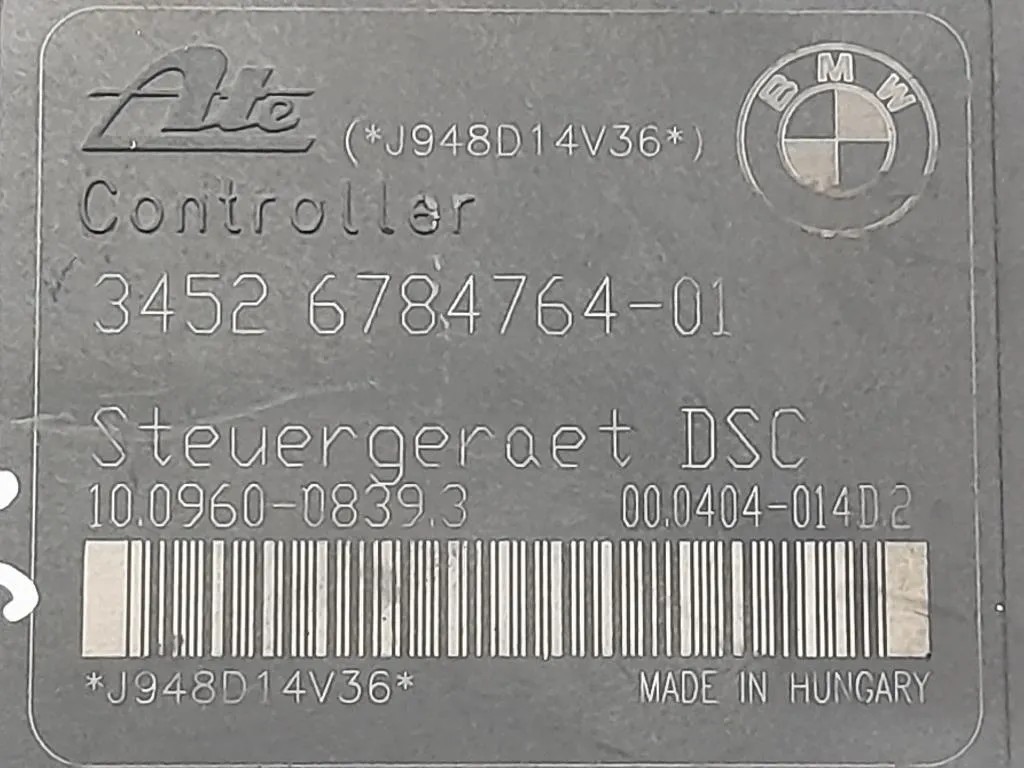 Ate (*J948D14V36*) BMW
Controller
3452 6784764-01
Steuergeraet DSC
10.0960-0839.3 00.0404-014D.2
*J948D14V36* MADE IN HUNGARY